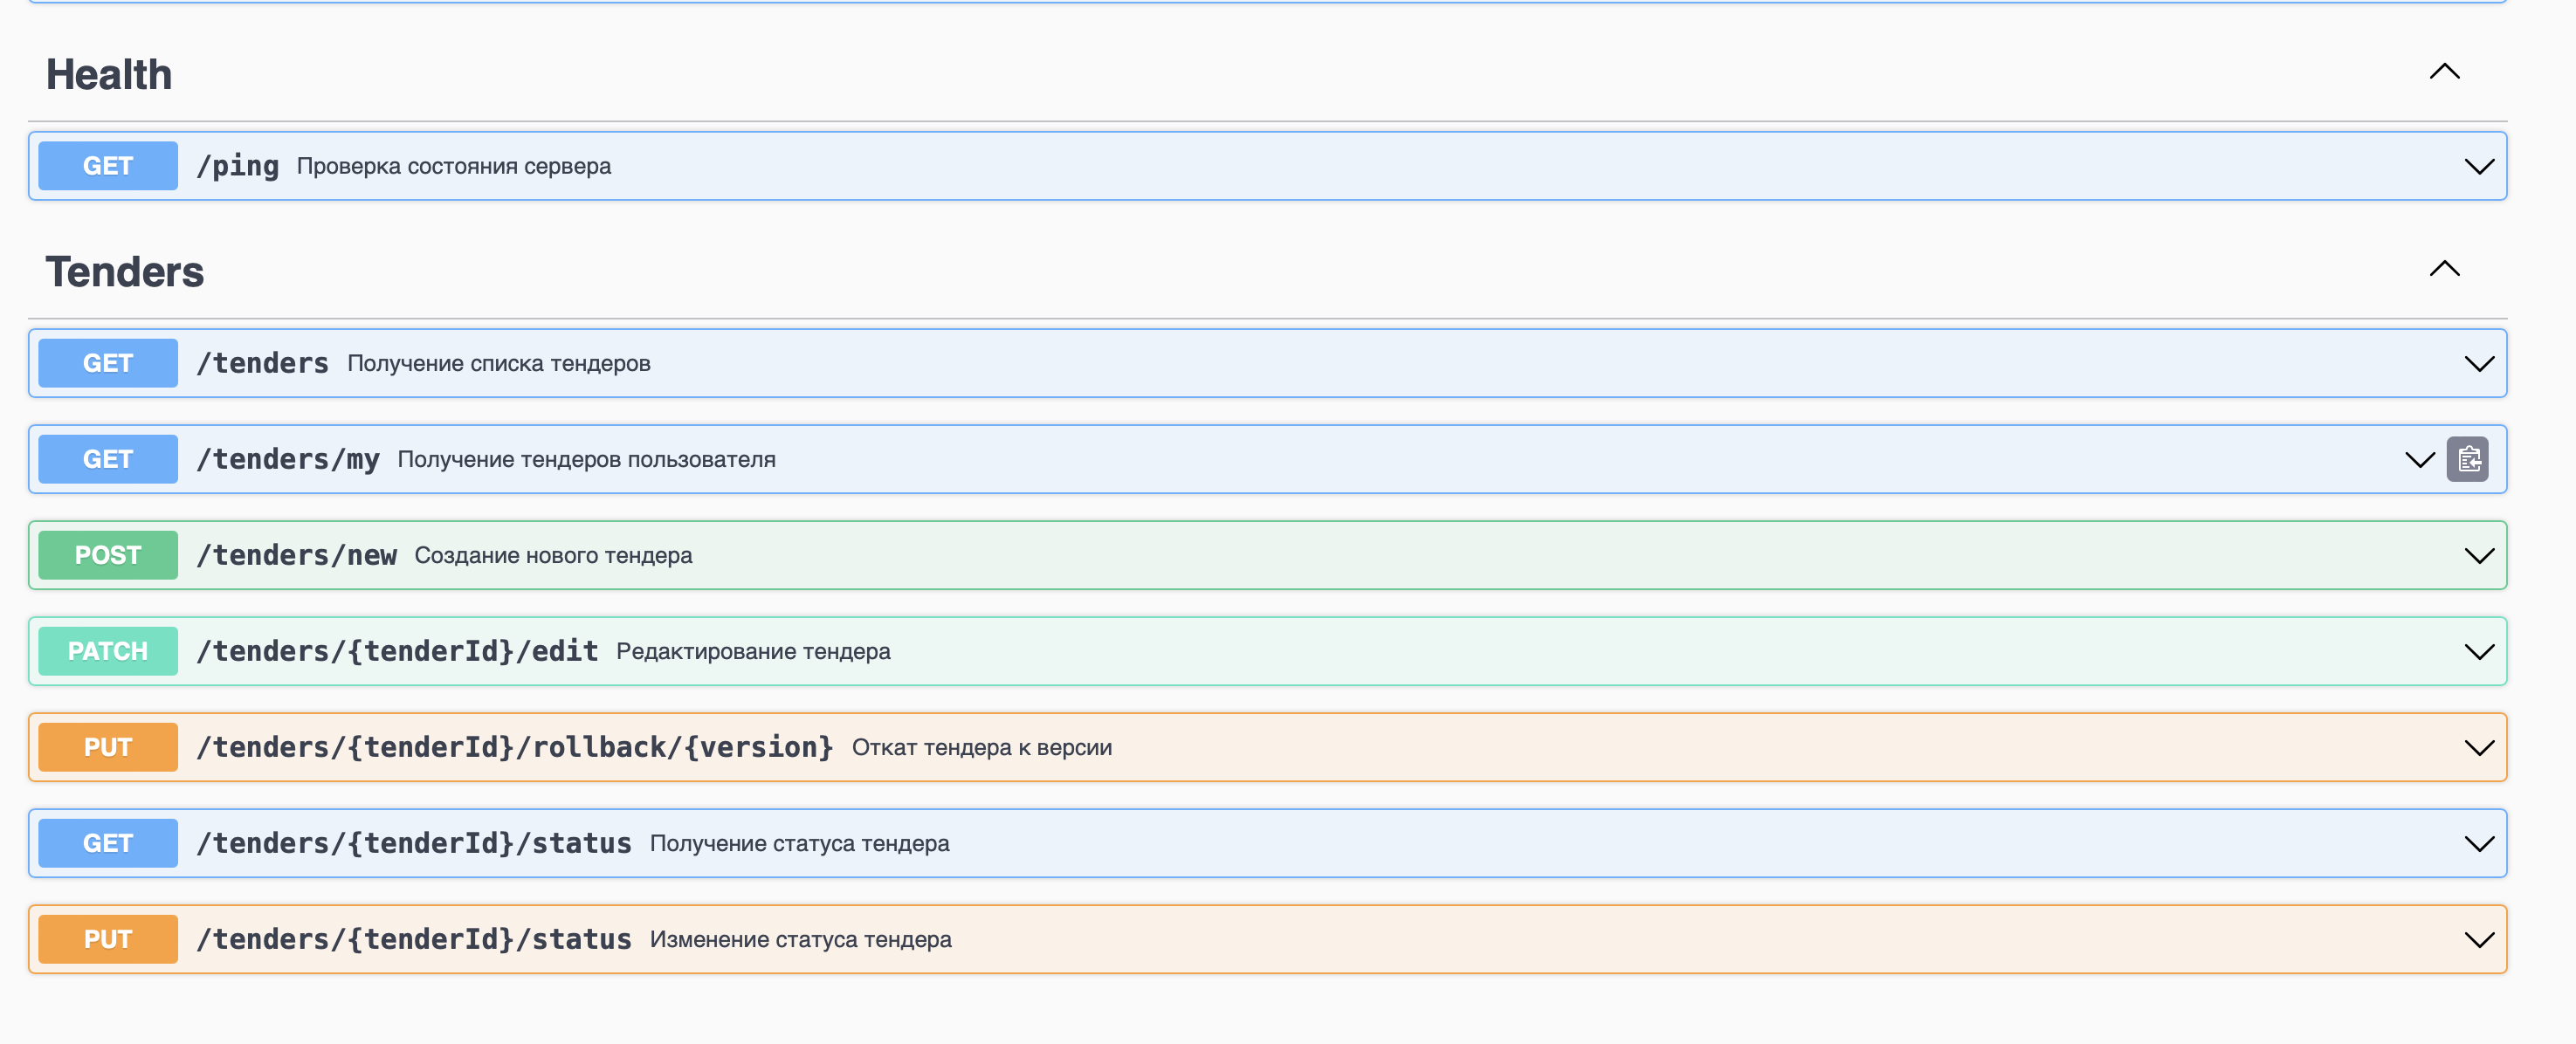 Health
GET /ping Проверка состояния сервера
Tenders
GET /tenders Получение списка тендеров
GET /tenders/my Получение тендеров пользователя
POST /tenders/new Создание нового тендера
PATCH /tenders/{tenderId}/edit Редактирование тендера
PUT /tenders/{tenderId}/rollback/{version} Откат тендера к версии
GET /tenders/{tenderId}/status Получение статуса тендера
PUT /tenders/{tenderId}/status Изменение статуса тендера